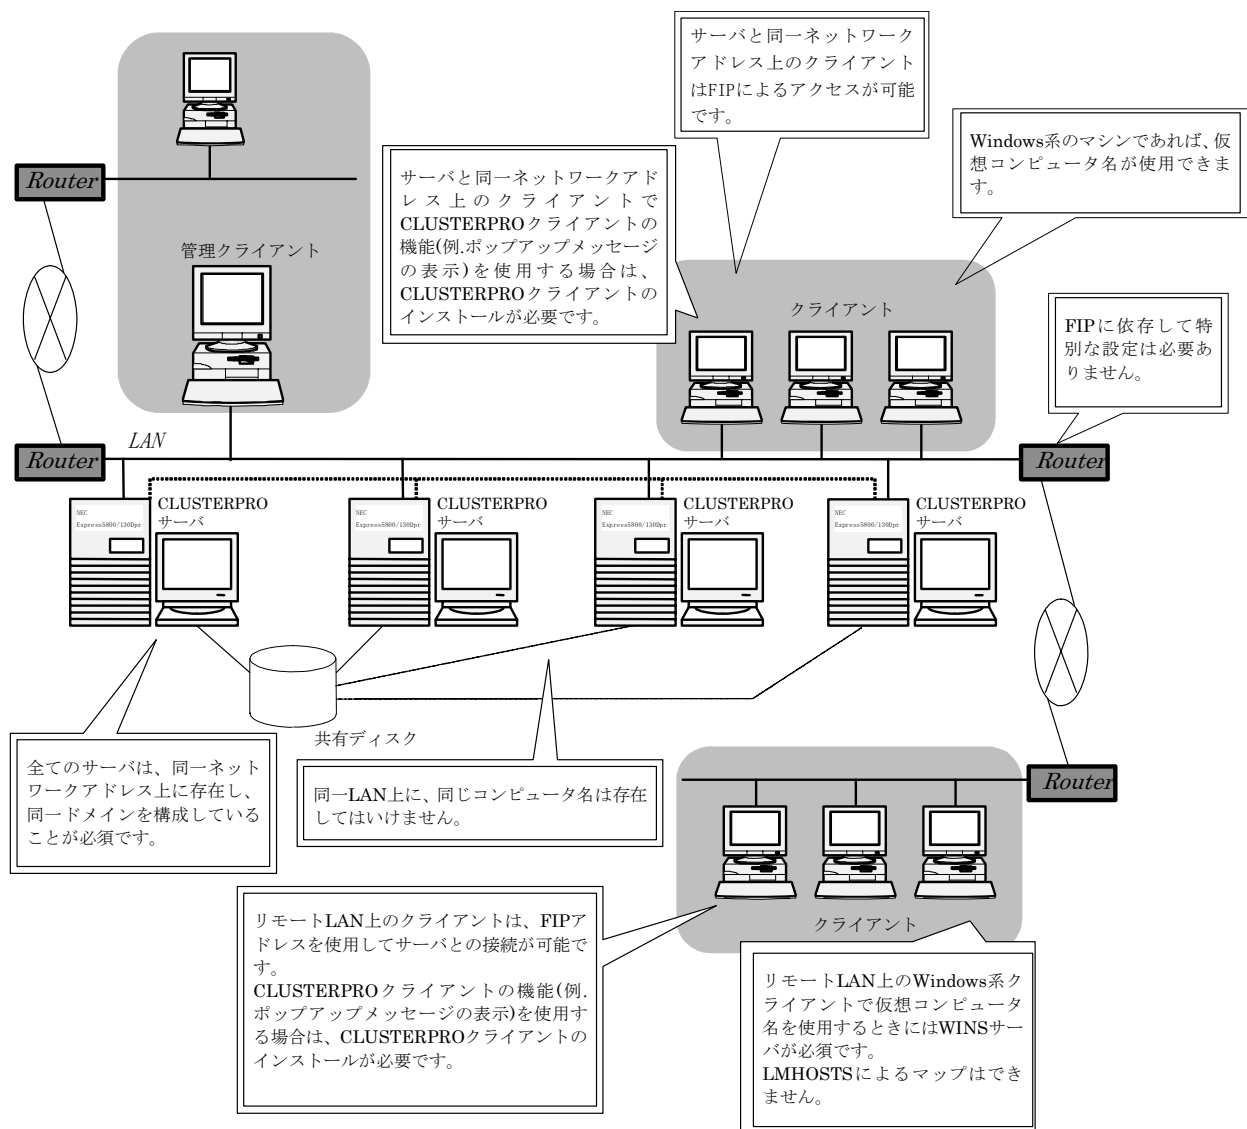 サーバと同一ネットワーク
アドレス上のクライアント
はFIPによるアクセスが可能
です。
Windows系のマシンであれば、仮
想コンピュータ名が使用できま
す。
Router
サーバと同一ネットワークアド
レス上のクライアントで
CLUSTERPROクライアントの
機能(例.ポップアップメッセージ
の表示)を使用する場合は、
CLUSTERPROクライアントの
インストールが必要です。
管理クライアント
クライアント
FIPに依存して特
別な設定は必要あ
りません。
LAN
Router
Router
CLUSTERPRO
サーバ
CLUSTERPRO
サーバ
CLUSTERPRO
サーバ
CLUSTERPRO
サーバ
NEC
Express5800/130Dpr
NEC
Express5800/130Dpr
NEC
Express5800/130Dpr
NEC
Express5800/130Dpr
共有ディスク
全てのサーバは、同一ネット
ワークアドレス上に存在し、
同一ドメインを構成している
ことが必須です。
同一LAN上に、同じコンピュータ名は存在
してはいけません。
Router
クライアント
リモートLAN上のクライアントは、FIPア
ドレスを使用してサーバとの接続が可能で
す。
CLUSTERPROクライアントの機能(例.
ポップアップメッセージの表示)を使用す
る場合は、CLUSTERPROクライアントの
インストールが必要です。
リモートLAN上のWindows系ク
ライアントで仮想コンピュータ
名を使用するときにはWINSサー
バが必須です。
LMHOSTSによるマップはでき
ません。